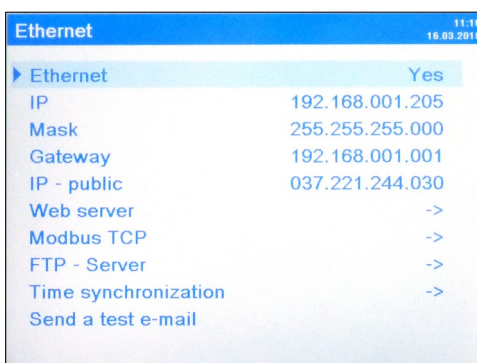 Ethernet
Ethernet Yes
IP 192.168.001.205
Mask 255.255.255.000
Gateway 192.168.001.001
IP - public 037.221.244.030
Web server ->
Modbus TCP ->
FTP - Server ->
Time synchronization ->
Send a test e-mail